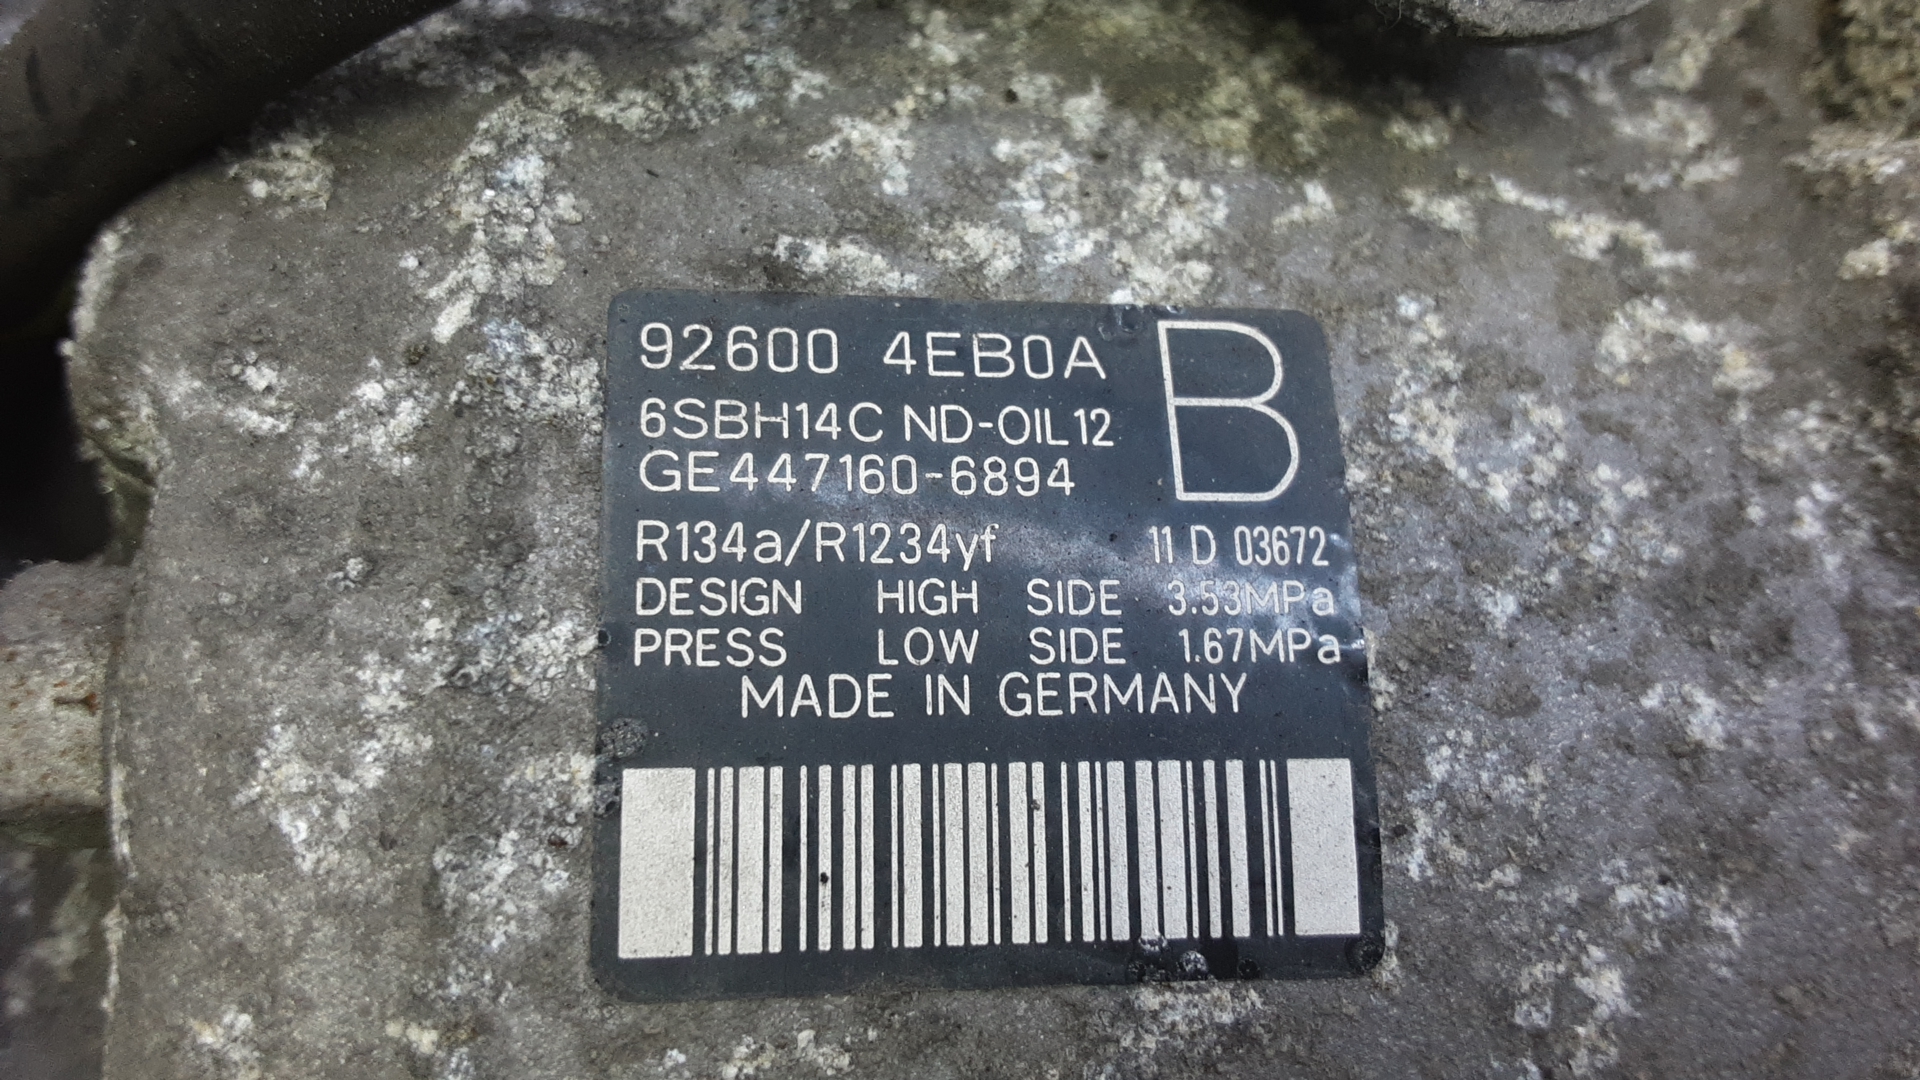 92600 4EB0A B
6SBH14C ND-OIL12
GE447160-6894
R134a/R1234yf 11 D 03672
DESIGN HIGH SIDE 3.53MPa
PRESS LOW SIDE 1.67MPa
MADE IN GERMANY